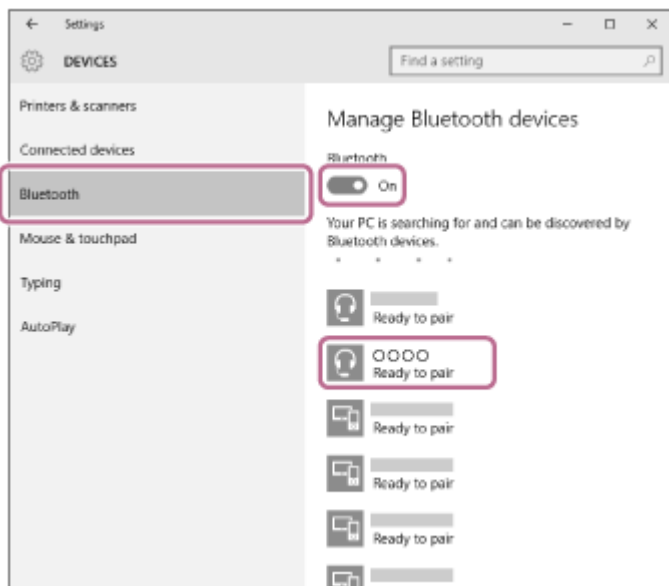 Settings
DEVICES
Find a setting
Printers & scanners
Connected devices
Bluetooth
Mouse & touchpad
Typing
AutoPlay
Manage Bluetooth devices
Bluetooth
On
Your PC is searching for and can be discovered by
Bluetooth devices.
Ready to pair
○○○○
Ready to pair
Ready to pair
Ready to pair
Ready to pair